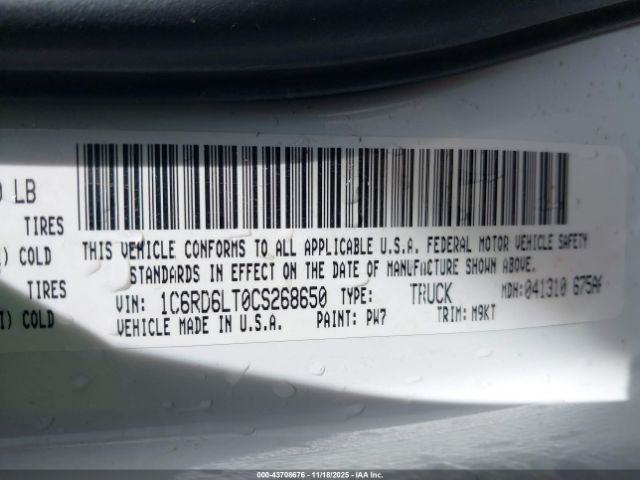 0 LB
TIRES
) COLD
TIRES
I) COLD
THIS VEHICLE CONFORMS TO ALL APPLICABLE U.S.A. FEDERAL MOTOR VEHICLE SAFETY
STANDARDS IN EFFECT ON THE DATE OF MANUFACTURE SHOWN ABOVE.
VIN: 1C6RD6LT0CS268650 TYPE: TRUCK MDH: 041310 675AK
VEHICLE MADE IN U.S.A. PAINT: PW7 TRIM: M9KT
000-43708676 - 11/18/2025 - IAA Inc.